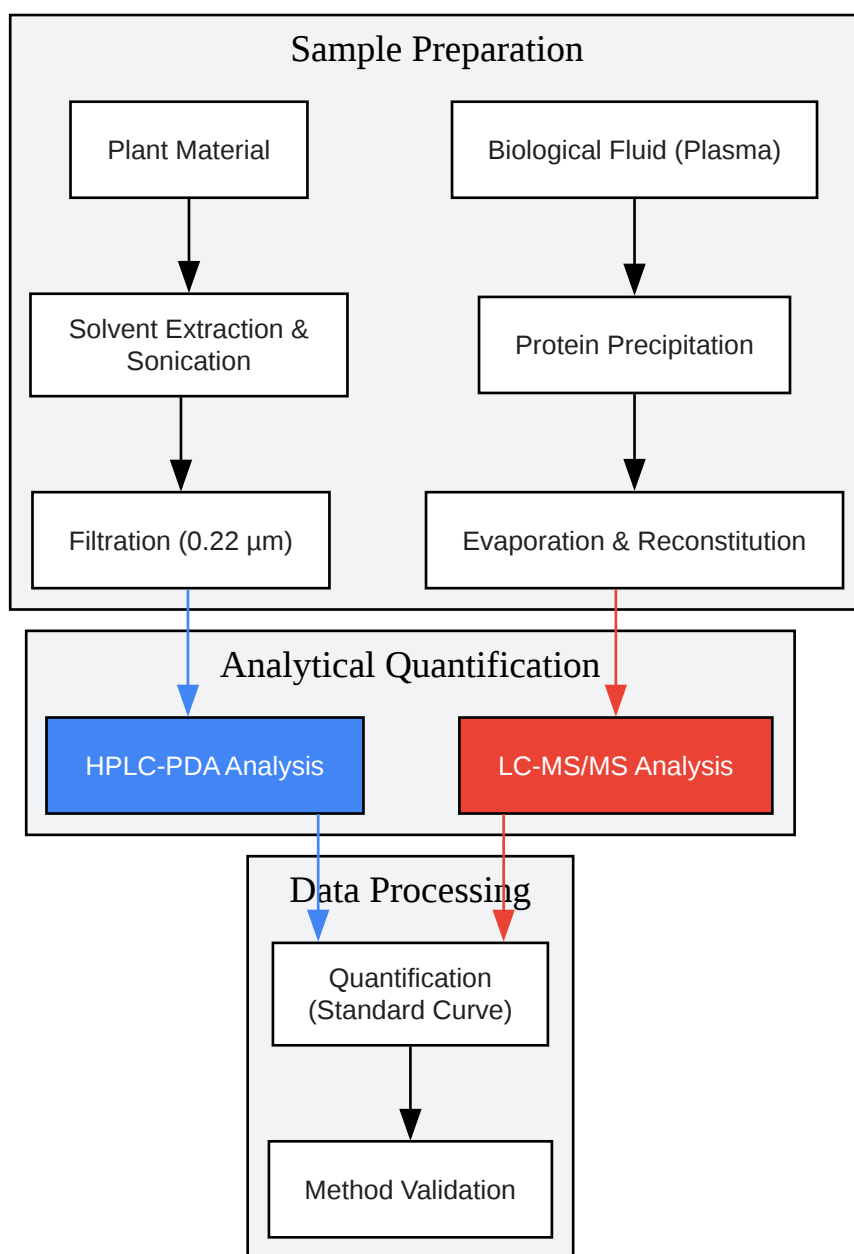 Sample Preparation
Plant Material
Biological Fluid (Plasma)
Solvent Extraction &
Sonication
Protein Precipitation
Filtration (0.22 µm)
Evaporation & Reconstitution
Analytical Quantification
HPLC-PDA Analysis
LC-MS/MS Analysis
Data Processing
Quantification
(Standard Curve)
Method Validation